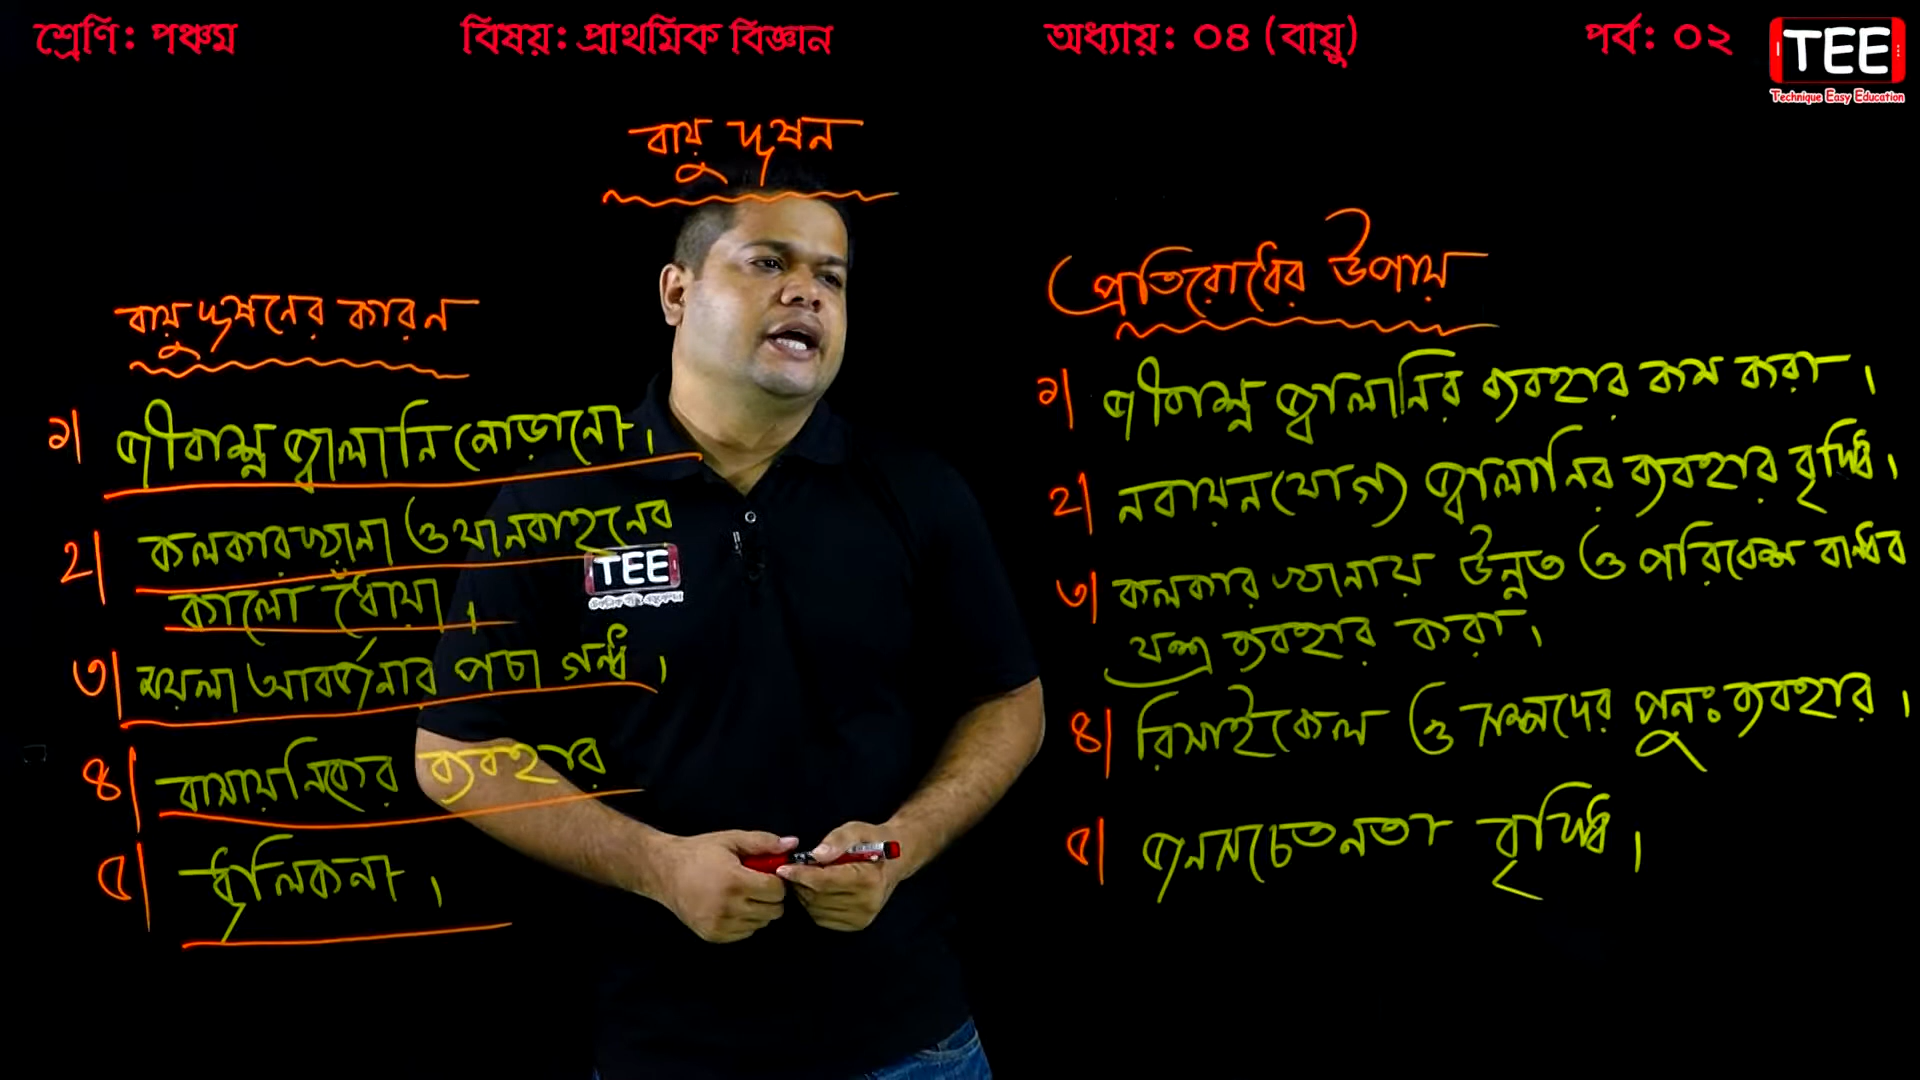 শ্রেণি: পঞ্চম
বিষয়: প্রাথমিক বিজ্ঞান
অধ্যায়: ০৪ (বায়ু)
পর্ব: ০২
TEE
Technique Easy Education
বায়ু দূষন
বায়ু দূষনের কারন
১| জীবাশ্ম জ্বালানি পোড়ানো।
২| কলকারখানা ও যানবাহনের
কালো ধোঁয়া।
৩| ময়লা আবর্জনার পচা গন্ধ।
৪| রাসায়নিকের ব্যবহার
৫| ধূলিকনা।
TEE
প্রতিরোধের উপায়
১| জীবাশ্ম জ্বালানির ব্যবহার কম করা।
২| নবায়নযোগ্য জ্বালানির ব্যবহার বৃদ্ধি।
৩| কলকারখানায় উন্নত ও পরিবেশ বান্ধব
যন্ত্র ব্যবহার করা।
৪| রিসাইকেল ও সম্পদের পুনঃব্যবহার।
৫| জনসচেতনতা বৃদ্ধি।